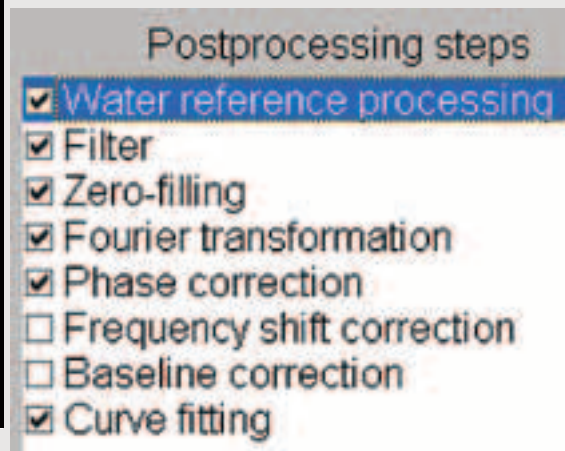 Postprocessing steps
Water reference processing
Filter
Zero-filling
Fourier transformation
Phase correction
Frequency shift correction
Baseline correction
Curve fitting